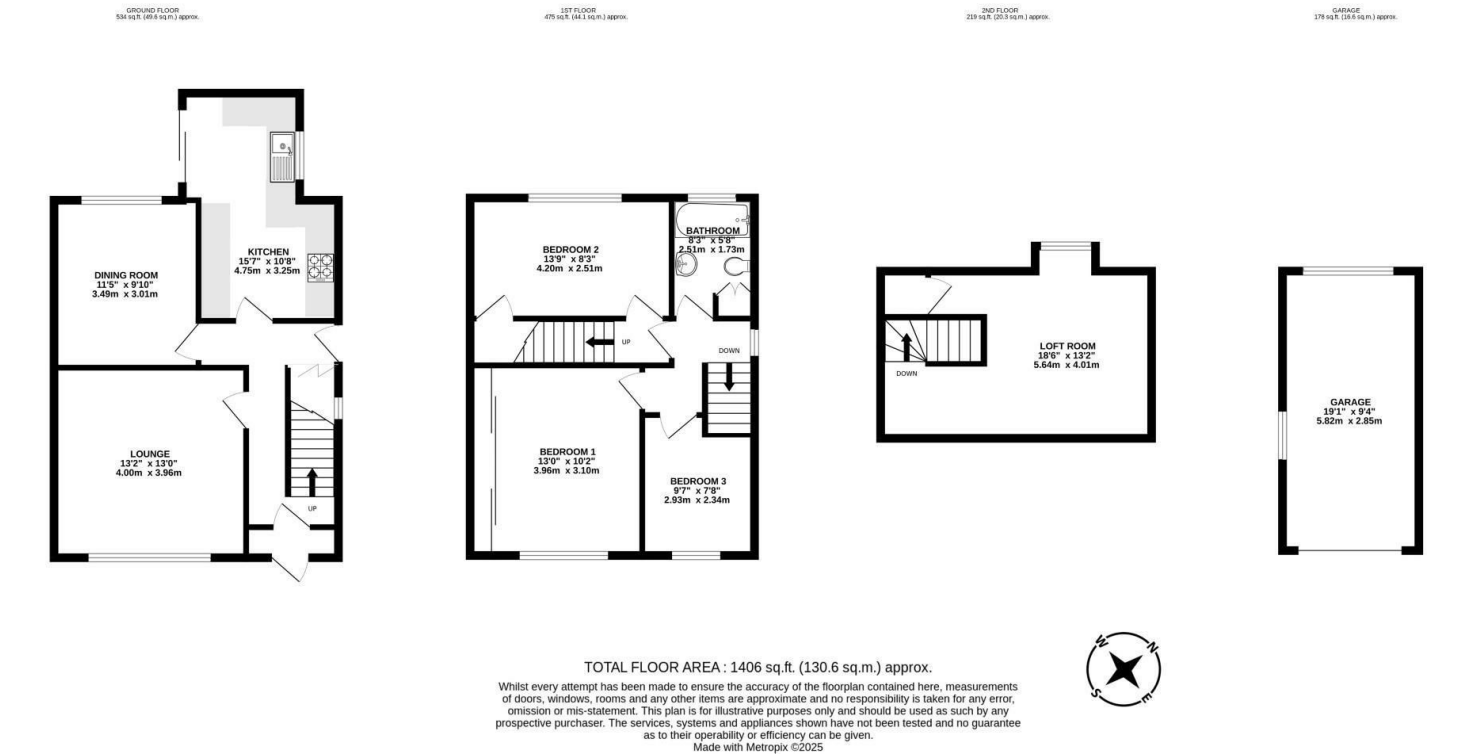 GROUND FLOOR
534 sq.ft. (49.6 sq.m.) approx.
1ST FLOOR
475 sq.ft. (44.1 sq.m.) approx.
2ND FLOOR
219 sq.ft. (20.3 sq.m.) approx.
GARAGE
178 sq.ft. (16.6 sq.m.) approx.
KITCHEN
15'7" x 10'8"
4.75m x 3.25m
DINING ROOM
11'5" x 9'10"
3.49m x 3.01m
LOUNGE
13'2" x 13'0"
4.00m x 3.96m
UP
BEDROOM 2
13'9" x 8'3"
4.20m x 2.51m
BATHROOM
8'3" x 5'8"
2.51m x 1.73m
UP
DOWN
BEDROOM 1
13'0" x 10'2"
3.96m x 3.10m
BEDROOM 3
9'7" x 7'8"
2.93m x 2.34m
LOFT ROOM
18'6" x 13'2"
5.64m x 4.01m
DOWN
GARAGE
19'1" x 9'4"
5.82m x 2.85m
W
N
S
E
TOTAL FLOOR AREA : 1406 sq.ft. (130.6 sq.m.) approx.
Whilst every attempt has been made to ensure the accuracy of the floorplan contained here, measurements
of doors, windows, rooms and any other items are approximate and no responsibility is taken for any error,
omission or mis-statement. This plan is for illustrative purposes only and should be used as such by any
prospective purchaser. The services, systems and appliances shown have not been tested and no guarantee
as to their operability or efficiency can be given.
Made with Metropix ©2025